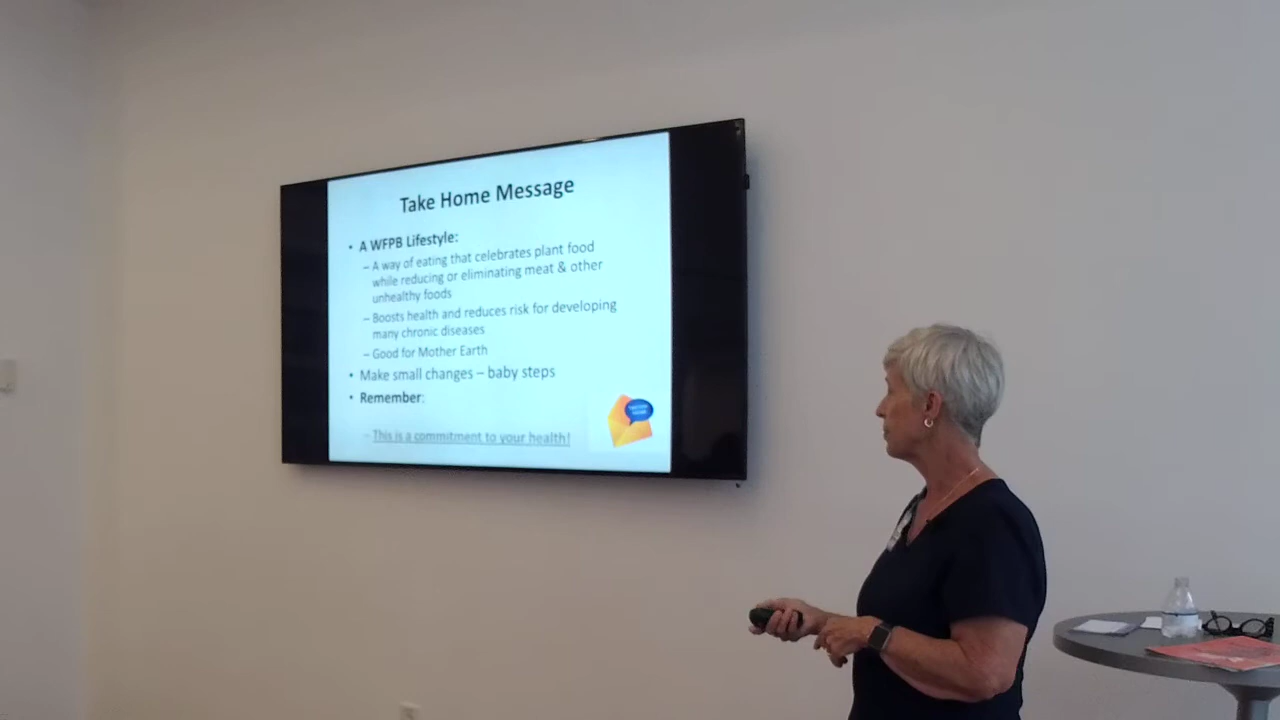 Take Home Message
• A WFPB Lifestyle:
– A way of eating that celebrates plant food
while reducing or eliminating meat & other
unhealthy foods
– Boosts health and reduces risk for developing
many chronic diseases
– Good for Mother Earth
• Make small changes – baby steps
• Remember:
– This is a commitment to your health!